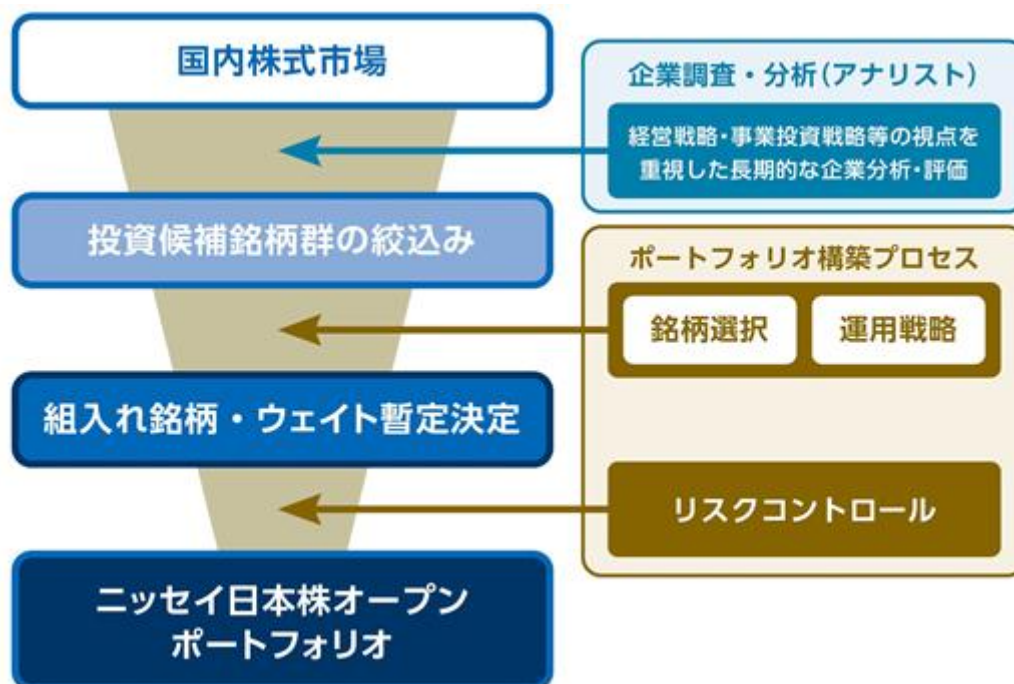 国内株式市場
企業調査・分析(アナリスト)
経営戦略・事業投資戦略等の視点を
重視した長期的な企業分析・評価
投資候補銘柄群の絞込み
ポートフォリオ構築プロセス
銘柄選択
運用戦略
組入れ銘柄・ウェイト暫定決定
リスクコントロール
ニッセイ日本株オープン
ポートフォリオ